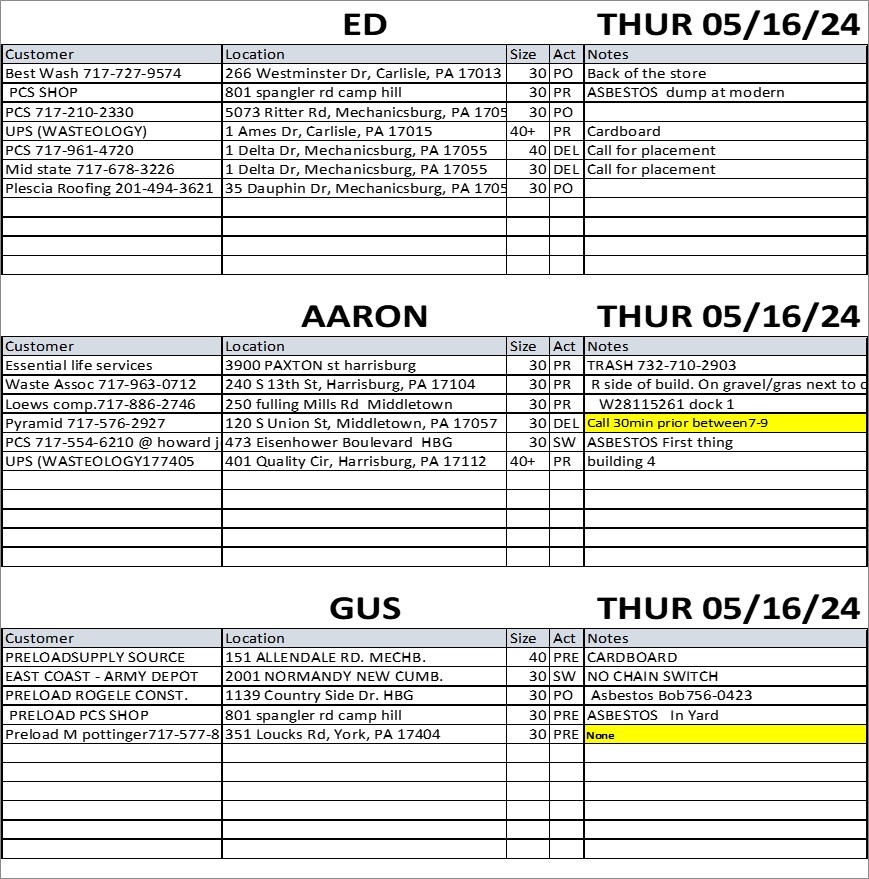 ED THUR 05/16/24
Customer Location Size Act Notes
Best Wash 717-727-9574 266 Westminster Dr, Carlisle, PA 17013 30 PO Back of the store
PCS SHOP 801 spangler rd camp hill 30 PR ASBESTOS dump at modern
PCS 717-210-2330 5073 Ritter Rd, Mechanicsburg, PA 1705 30 PO
UPS (WASTEOLOGY) 1 Ames Dr, Carlisle, PA 17015 40+ PR Cardboard
PCS 717-961-4720 1 Delta Dr, Mechanicsburg, PA 17055 40 DEL Call for placement
Mid state 717-678-3226 1 Delta Dr, Mechanicsburg, PA 17055 30 DEL Call for placement
Plescia Roofing 201-494-3621 35 Dauphin Dr, Mechanicsburg, PA 1705 30 PO
AARON THUR 05/16/24
Customer Location Size Act Notes
Essential life services 3900 PAXTON st harrisburg 30 PR TRASH 732-710-2903
Waste Assoc 717-963-0712 240 S 13th St, Harrisburg, PA 17104 30 PR R side of build. On gravel/gras next to c
Loews comp.717-886-2746 250 fulling Mills Rd Middletown 30 PR W28115261 dock 1
Pyramid 717-576-2927 120 S Union St, Middletown, PA 17057 30 DEL Call 30min prior between7-9
PCS 717-554-6210 @ howard j 473 Eisenhower Boulevard HBG 30 SW ASBESTOS First thing
UPS (WASTEOLOGY177405 401 Quality Cir, Harrisburg, PA 17112 40+ PR building 4
GUS THUR 05/16/24
Customer Location Size Act Notes
PRELOADSUPPLY SOURCE 151 ALLENDALE RD. MECHB. 40 PRE CARDBOARD
EAST COAST - ARMY DEPOT 2001 NORMANDY NEW CUMB. 30 SW NO CHAIN SWITCH
PRELOAD ROGELE CONST. 1139 Country Side Dr. HBG 30 PO Asbestos Bob756-0423
PRELOAD PCS SHOP 801 spangler rd camp hill 30 PRE ASBESTOS In Yard
Preload M pottinger717-577-8 351 Loucks Rd, York, PA 17404 30 PRE None